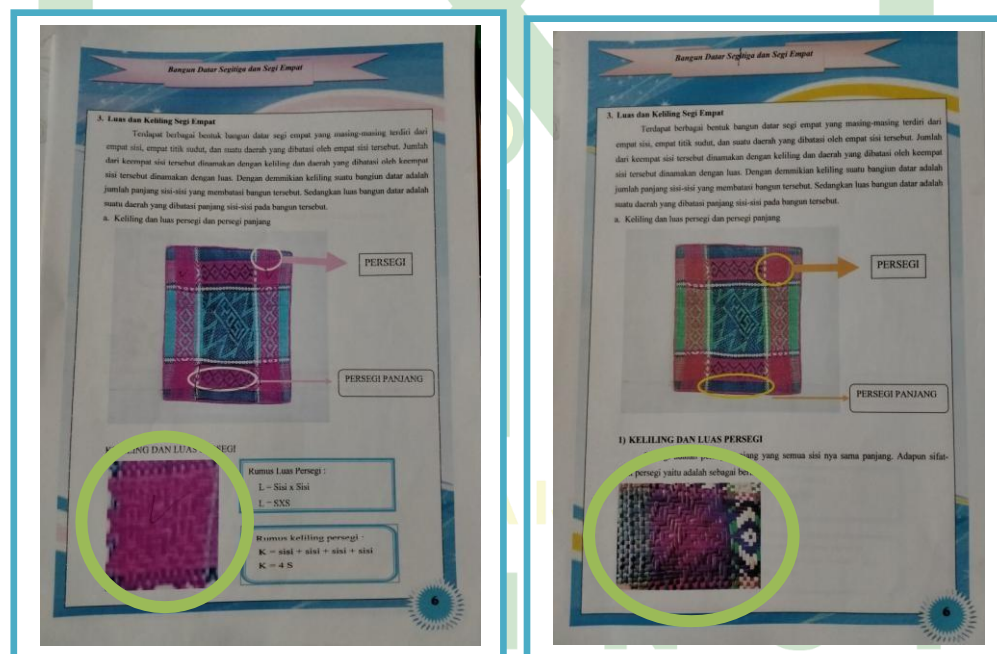 Bangun Datar Segitiga dan Segi Empat
3. Luas dan Keliling Segi Empat
Terdapat berbagai bentuk bangun datar segi empat yang masing-masing terdiri dari
empat sisi, empat titik sudut, dan suatu daerah yang dibatasi oleh empat sisi tersebut. Jumlah
dari keempat sisi tersebut dinamakan dengan keliling dan daerah yang dibatasi oleh keempat
sisi tersebut dinamakan dengan luas. Dengan demmikian keliling suatu bangiun datar adalah
jumlah panjang sisi-sisi yang membatasi bangun tersebut. Sedangkan luas bangun datar adalah
suatu daerah yang dibatasi panjang sisi-sisi pada bangun tersebut.
a. Keliling dan luas persegi dan persegi panjang
PERSEGI
PERSEGI PANJANG
DAN LUAS
Rumus Luas Persegi :
L = Sisi x Sisi
L = SXS
Rumus keliling persegi :
K = sisi + sisi + sisi + sisi
K = 4 S
6
Bangun Datar Segitiga dan Segi Empat
3. Luas dan Keliling Segi Empat
Terdapat berbagai bentuk bangun datar segi empat yang masing-masing terdiri dari
empat sisi, empat titik sudut, dan suatu daerah yang dibatasi oleh empat sisi tersebut. Jumlah
dari keempat sisi tersebut dinamakan dengan keliling dan daerah yang dibatasi oleh keempat
sisi tersebut dinamakan dengan luas. Dengan demmikian keliling suatu bangiun datar adalah
jumlah panjang sisi-sisi yang membatasi bangun tersebut. Sedangkan luas bangun datar adalah
suatu daerah yang dibatasi panjang sisi-sisi pada bangun tersebut.
a. Keliling dan luas persegi dan persegi panjang
PERSEGI
PERSEGI PANJANG
1) KELILING DAN LUAS PERSEGI
yang semua sisi nya sama panjang. Adapun sifat-
persegi yaitu adalah sebagai
6